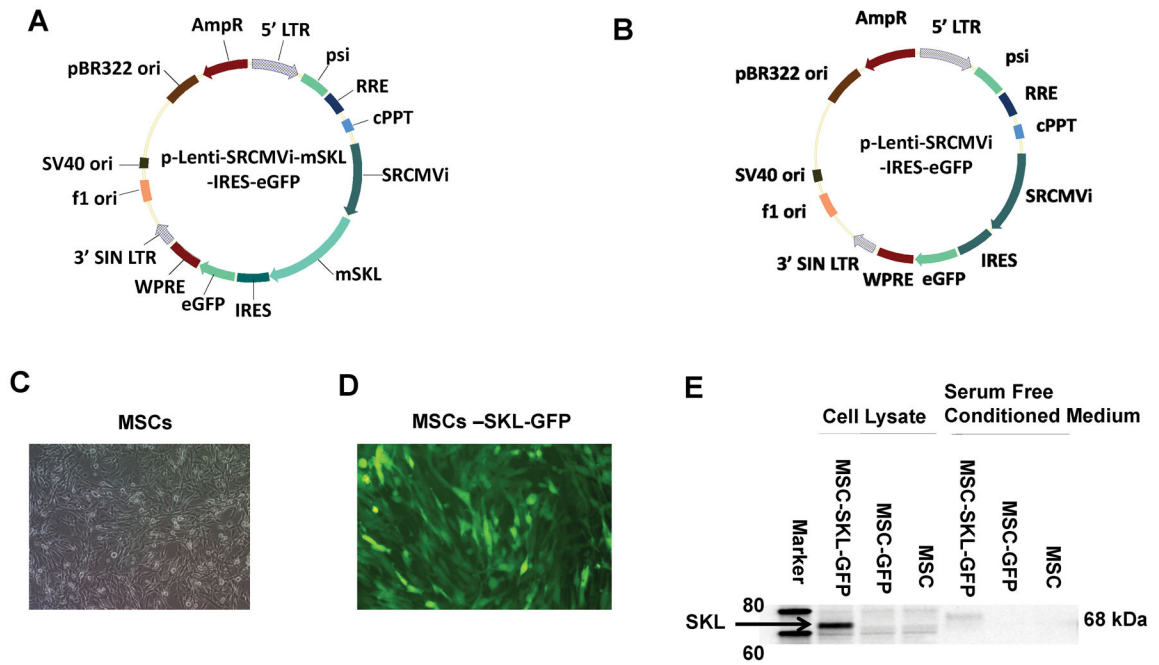 A
AmpR
5' LTR
psi
RRE
cPPT
SRCMVi
mSKL
IRES
eGFP
WPRE
3' SIN LTR
f1 ori
SV40 ori
pBR322 ori
p-Lenti-SRCMVi-mSKL
-IRES-eGFP
B
AmpR
5' LTR
psi
RRE
cPPT
SRCMVi
IRES
eGFP
WPRE
3' SIN LTR
f1 ori
SV40 ori
pBR322 ori
p-Lenti-SRCMVi
-IRES-eGFP
C
MSCs
D
MSCs –SKL-GFP
E
Cell Lysate
Serum Free
Conditioned Medium
Marker
MSC-SKL-GFP
MSC-GFP
MSC
MSC-SKL-GFP
MSC-GFP
MSC
80
SKL
68 kDa
60